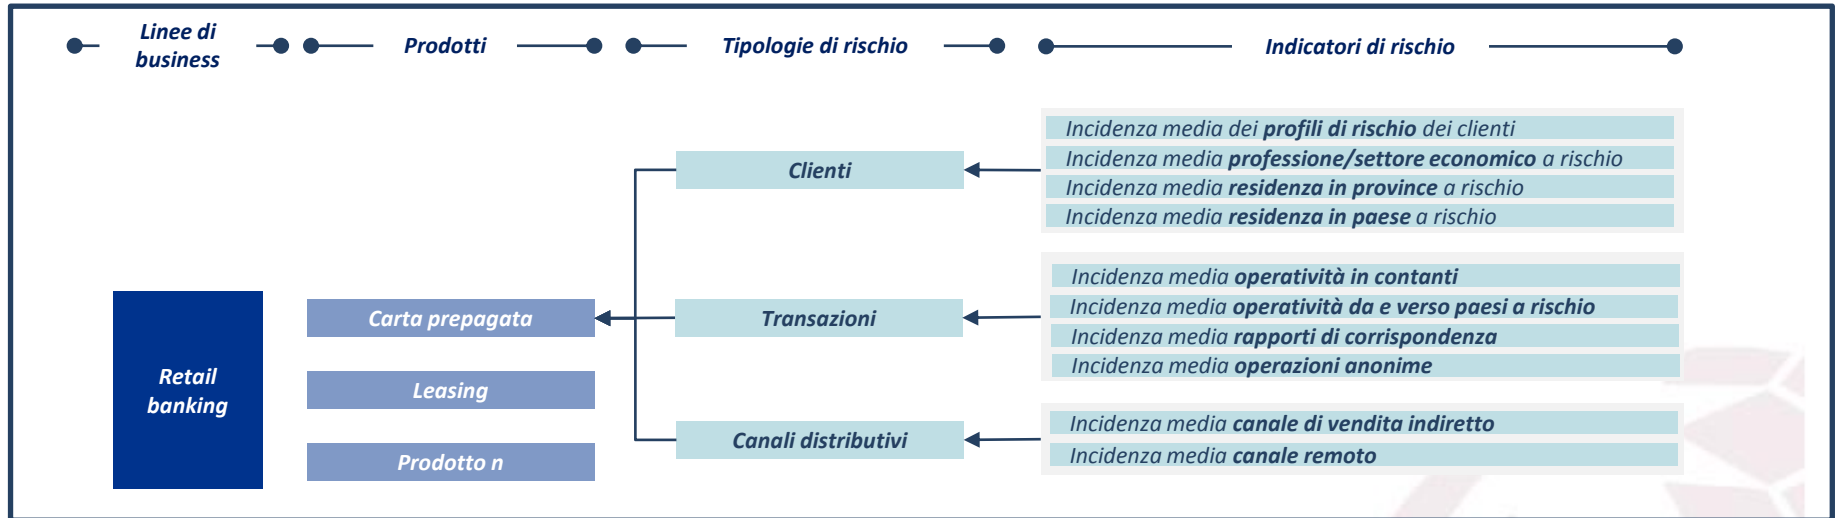 Linee di
business
Prodotti
Tipologie di rischio
Indicatori di rischio
Retail
banking
Carta prepagata
Leasing
Prodotto n
Clienti
Transazioni
Canali distributivi
Incidenza media dei profili di rischio dei clienti
Incidenza media professione/settore economico a rischio
Incidenza media residenza in province a rischio
Incidenza media residenza in paese a rischio
Incidenza media operatività in contanti
Incidenza media operatività da e verso paesi a rischio
Incidenza media rapporti di corrispondenza
Incidenza media operazioni anonime
Incidenza media canale di vendita indiretto
Incidenza media canale remoto